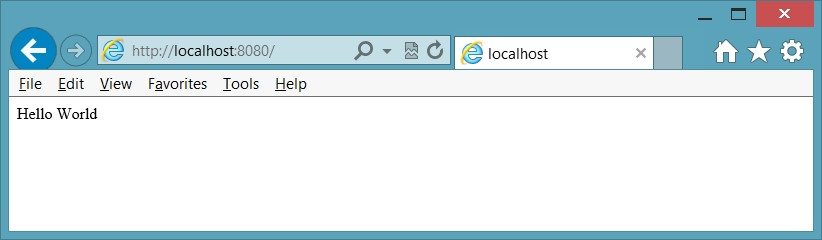 http://localhost:8080/
localhost
File Edit View Favorites Tools Help
Hello World